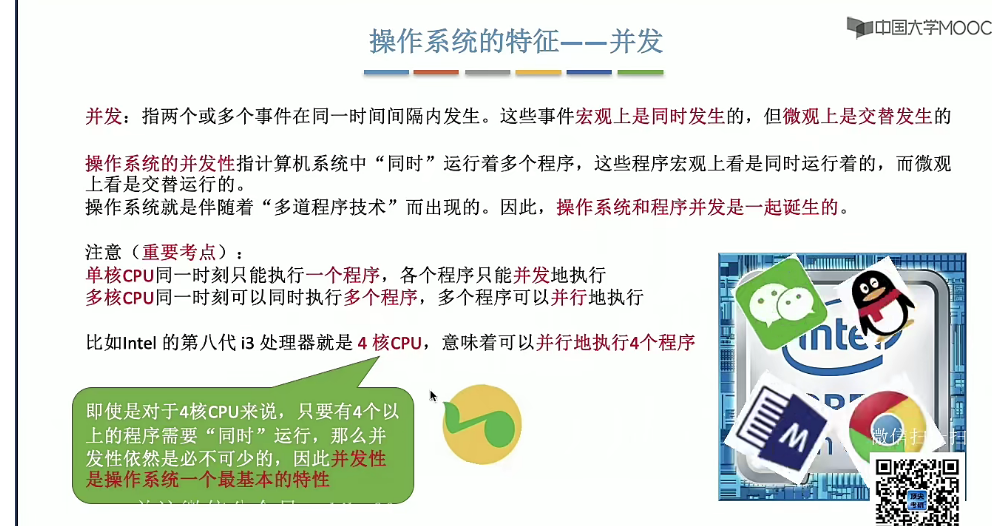 中国大学MOOC
操作系统的特征——并发
并发：指两个或多个事件在同一时间间隔内发生。这些事件宏观上是同时发生的，但微观上是交替发生的
操作系统的并发性指计算机系统中“同时”运行着多个程序，这些程序宏观上看是同时运行着的，而微观
上看是交替运行的。
操作系统就是伴随着“多道程序技术”而出现的。因此，操作系统和程序并发是一起诞生的。
注意（重要考点）：
单核CPU同一时刻只能执行一个程序，各个程序只能并发地执行
多核CPU同一时刻可以同时执行多个程序，多个程序可以并行地执行
比如Intel 的第八代 i3 处理器就是 4 核CPU，意味着可以并行地执行4个程序
即使是对于4核CPU来说，只要有4个以
上的程序需要“同时”运行，那么并
发性依然是必不可少的，因此并发性
是操作系统一个最基本的特性
intel
W
微信扫一扫